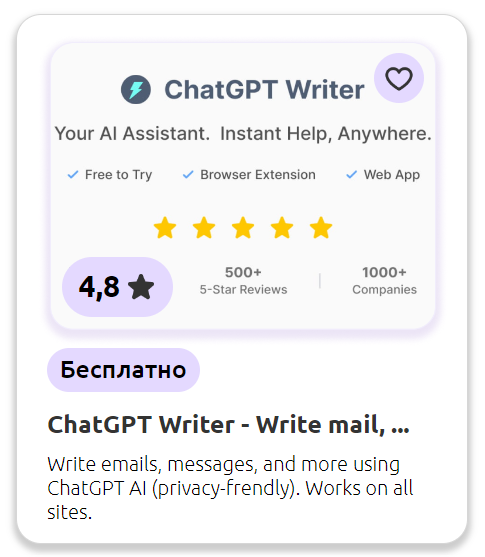 ChatGPT Writer
Your AI Assistant. Instant Help, Anywhere.
Free to Try Browser Extension Web App
4,8
500+ 1000+
5-Star Reviews Companies
Бесплатно
ChatGPT Writer - Write mail, ...
Write emails, messages, and more using
ChatGPT AI (privacy-frendly). Works on all
sites.